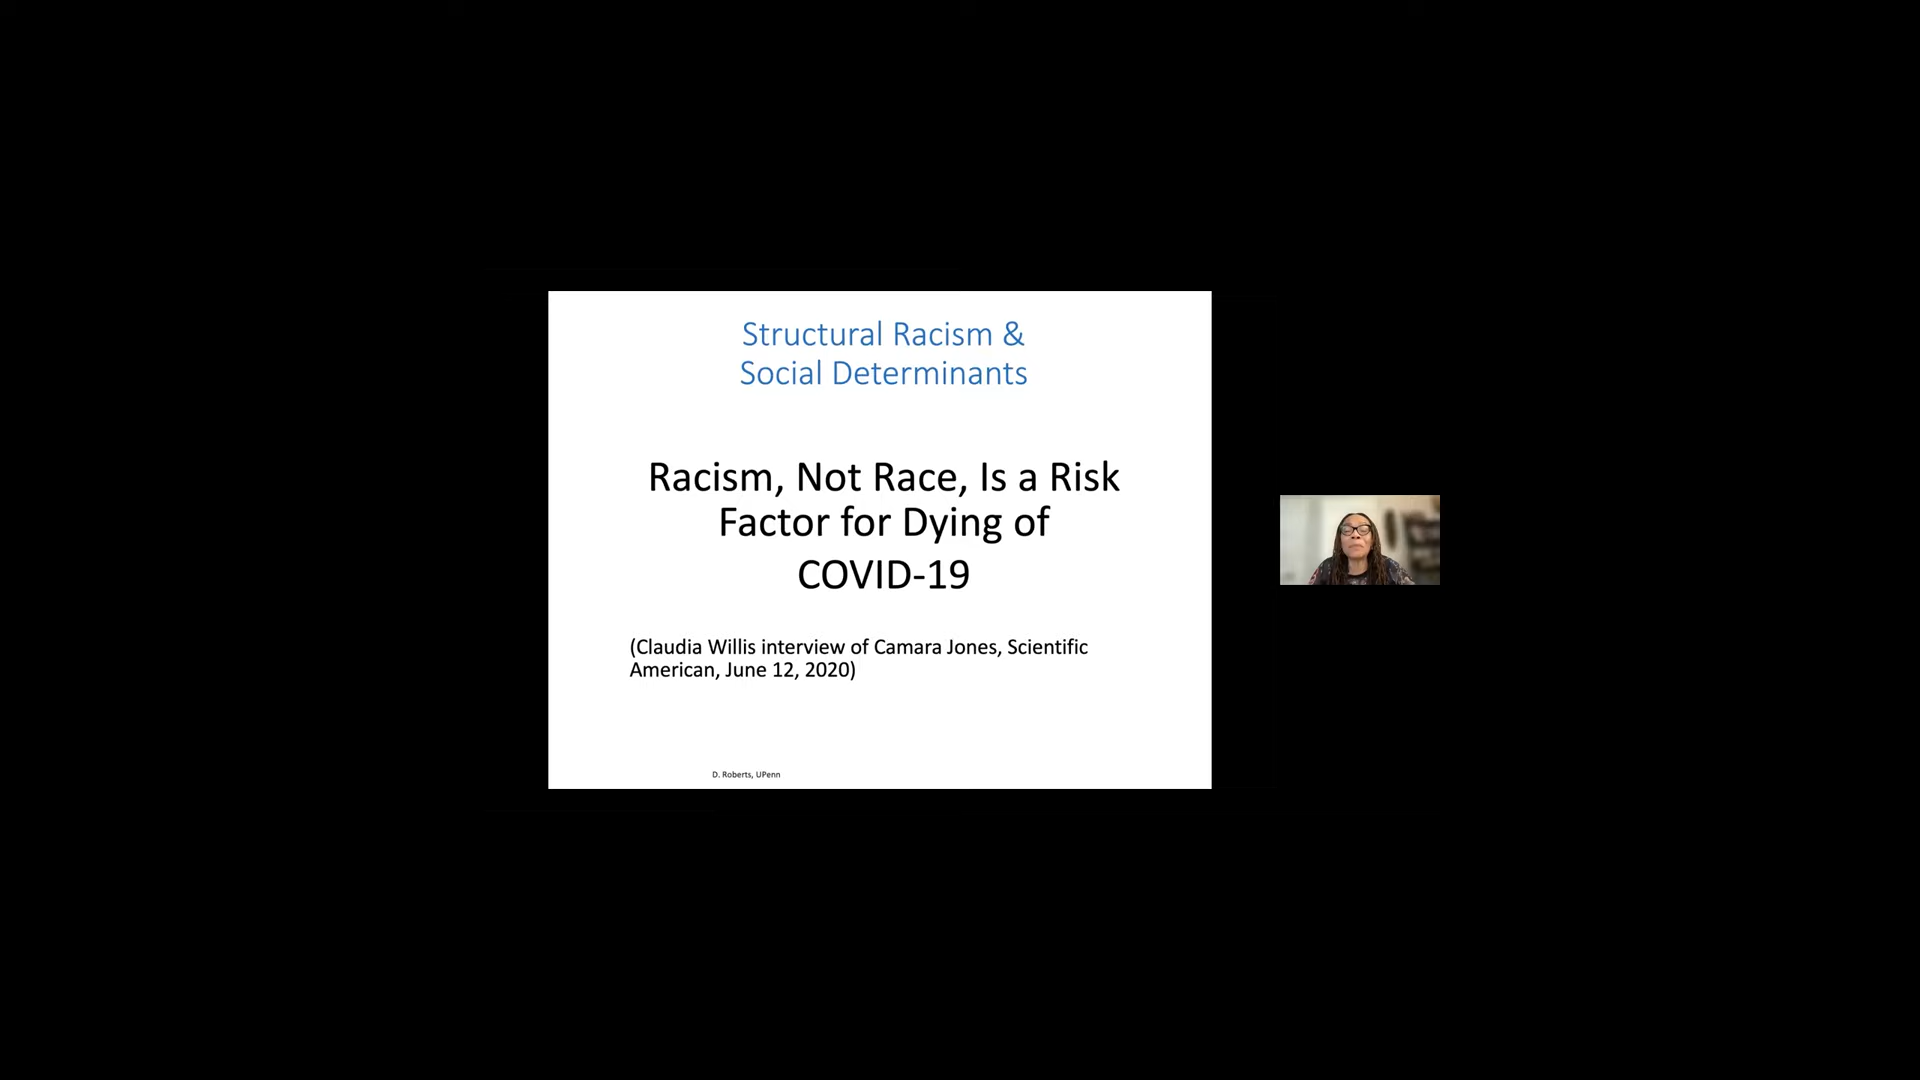 Structural Racism &
Social Determinants
Racism, Not Race, Is a Risk
Factor for Dying of
COVID-19
(Claudia Willis interview of Camara Jones, Scientific
American, June 12, 2020)
D. Roberts, UPenn